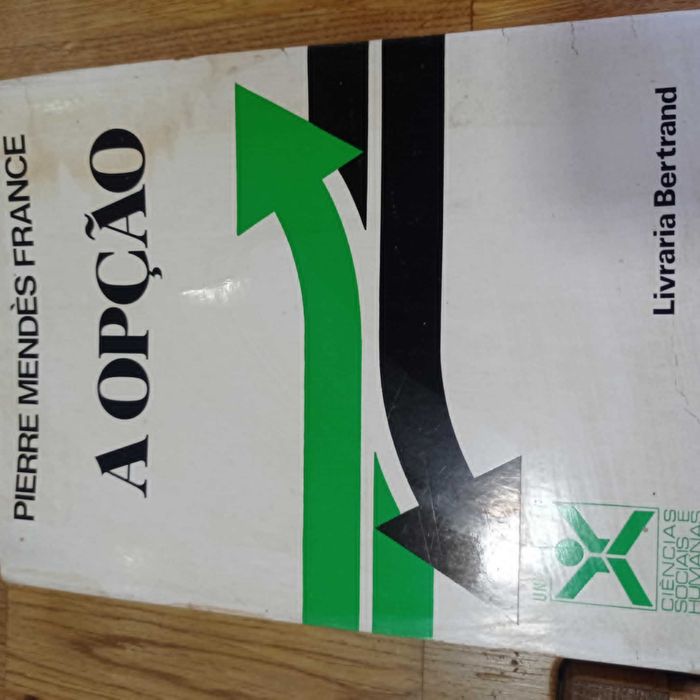 PIERRE MENDÈS FRANCE
A OPÇÃO
CIÊNCIAS
SOCIAIS E
HUMANAS
Livraria Bertrand